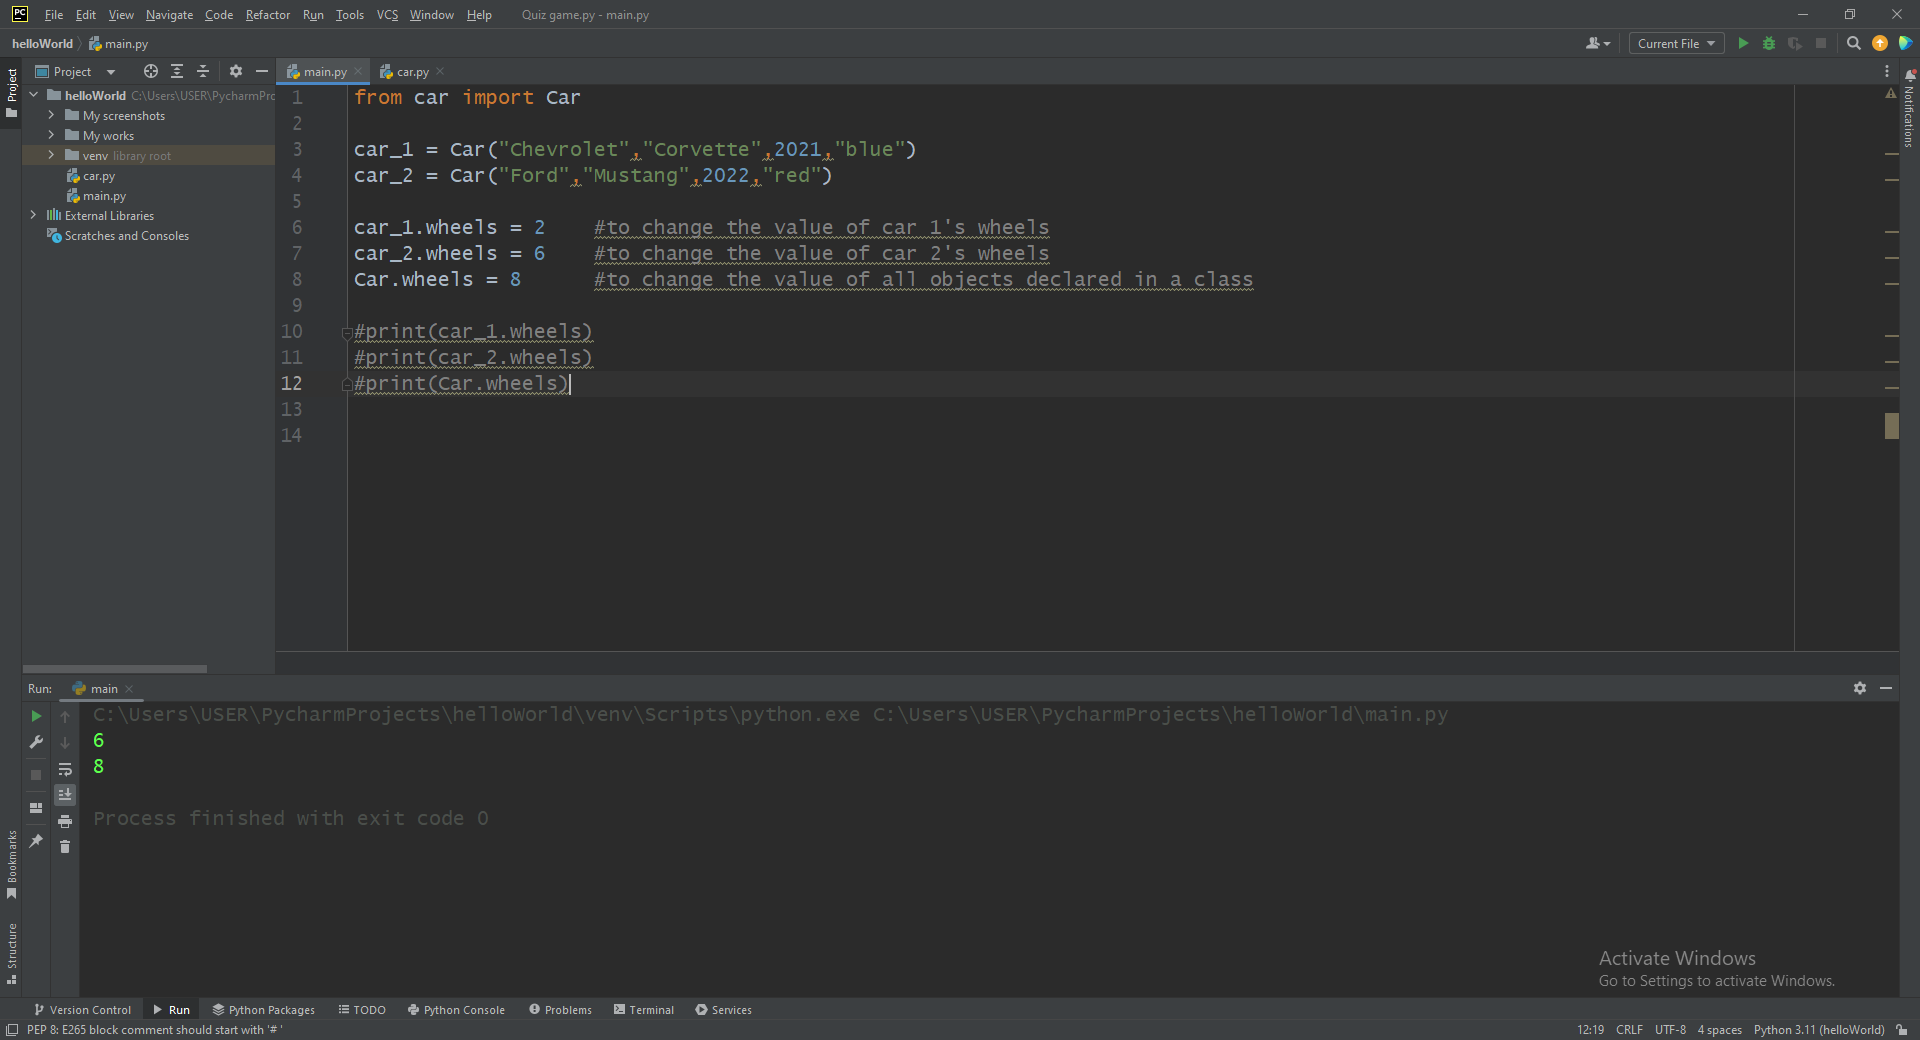 PC File Edit View Navigate Code Refactor Run Tools VCS Window Help Quiz game.py - main.py
helloWorld main.py Current File
Project main.py car.py
Project
helloWorld C:\Users\USER\PycharmPro
My screenshots
My works
venv library root
car.py
main.py
External Libraries
Scratches and Consoles
Notifications
1 from car import Car
2
3 car_1 = Car("Chevrolet","Corvette",2021,"blue")
4 car_2 = Car("Ford","Mustang",2022,"red")
5
6 car_1.wheels = 2    #to change the value of car 1's wheels
7 car_2.wheels = 6    #to change the value of car 2's wheels
8 Car.wheels = 8      #to change the value of all objects declared in a class
9
10 #print(car_1.wheels)
11 #print(car_2.wheels)
12 #print(Car.wheels)
13
14
Run: main
C:\Users\USER\PycharmProjects\helloWorld\venv\Scripts\python.exe C:\Users\USER\PycharmProjects\helloWorld\main.py
6
8
Process finished with exit code 0
Bookmarks
Structure
Activate Windows
Go to Settings to activate Windows.
Version Control Run Python Packages TODO Python Console Problems Terminal Services
PEP 8: E265 block comment should start with '# ' 12:19 CRLF UTF-8 4 spaces Python 3.11 (helloWorld)